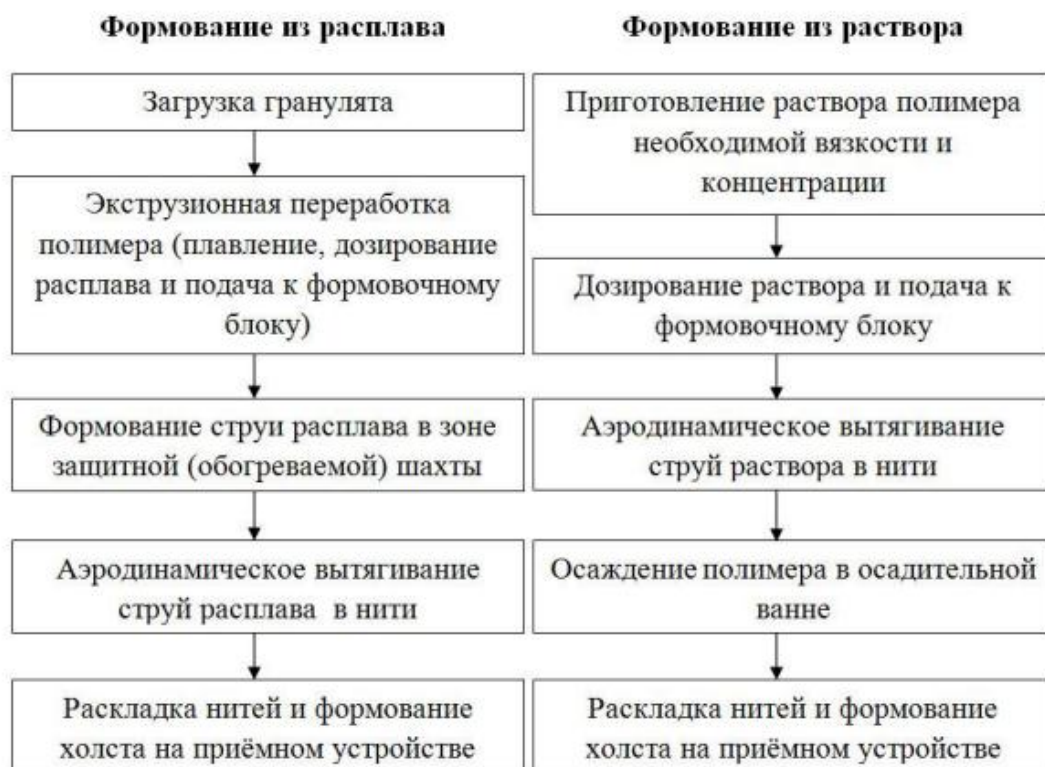 Формование из расплава
Загрузка гранулята
Экструзионная переработка
полимера (плавление, дозирование
расплава и подача к формовочному
блоку)
Формование струи расплава в зоне
защитной (обогреваемой) шахты
Аэродинамическое вытягивание
струй расплава в нити
Раскладка нитей и формование
холста на приёмном устройстве
Формование из раствора
Приготовление раствора полимера
необходимой вязкости и
концентрации
Дозирование раствора и подача к
формовочному блоку
Аэродинамическое вытягивание
струй раствора в нити
Осаждение полимера в осадительной
ванне
Раскладка нитей и формование
холста на приёмном устройстве